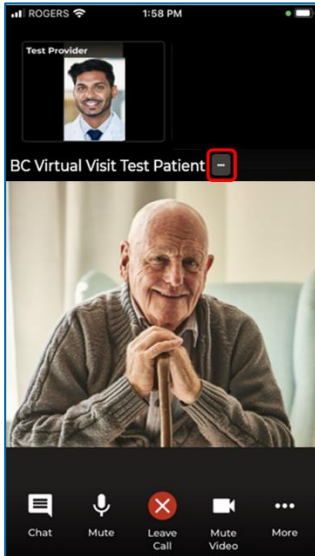 ROGERS 1:58 PM
Test Provider
BC Virtual Visit Test Patient
Chat Mute Leave Call Mute Video More